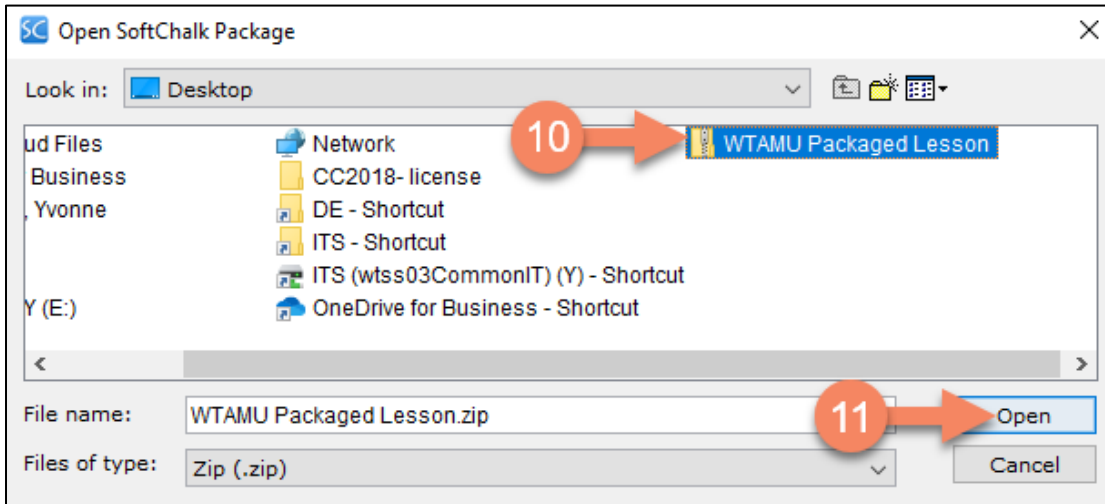 SC Open SoftChalk Package
Look in: Desktop
ud Files Network 10 WTAMU Packaged Lesson
Business CC2018- license
, Yvonne DE - Shortcut
ITS - Shortcut
ITS (wtss03CommonIT) (Y) - Shortcut
Y (E:) OneDrive for Business - Shortcut
File name: WTAMU Packaged Lesson.zip 11 Open
Files of type: Zip (.zip) Cancel